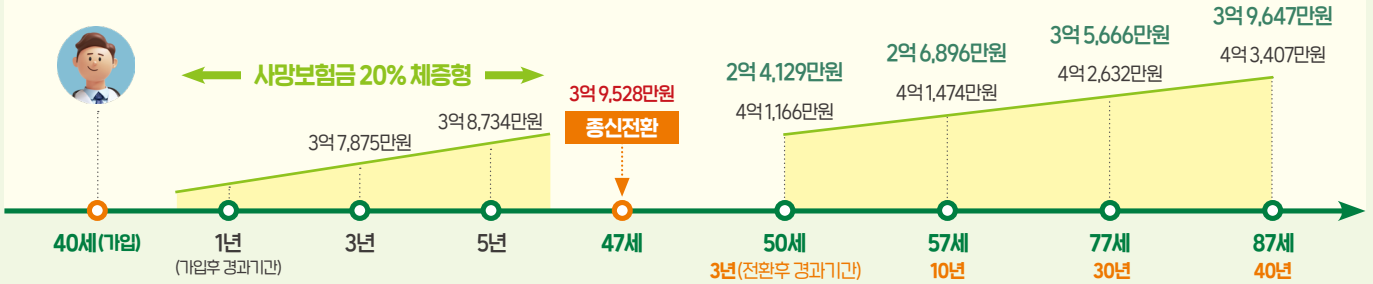 사망보험금 20% 체증형
3억 7,875만원
3억 8,734만원
3억 9,528만원
종신전환
2억 4,129만원
4억 1,166만원
2억 6,896만원
4억 1,474만원
3억 5,666만원
4억 2,632만원
3억 9,647만원
4억 3,407만원
40세(가입)
1년
(가입후 경과기간)
3년
5년
47세
50세
3년(전환후 경과기간)
57세
10년
77세
30년
87세
40년